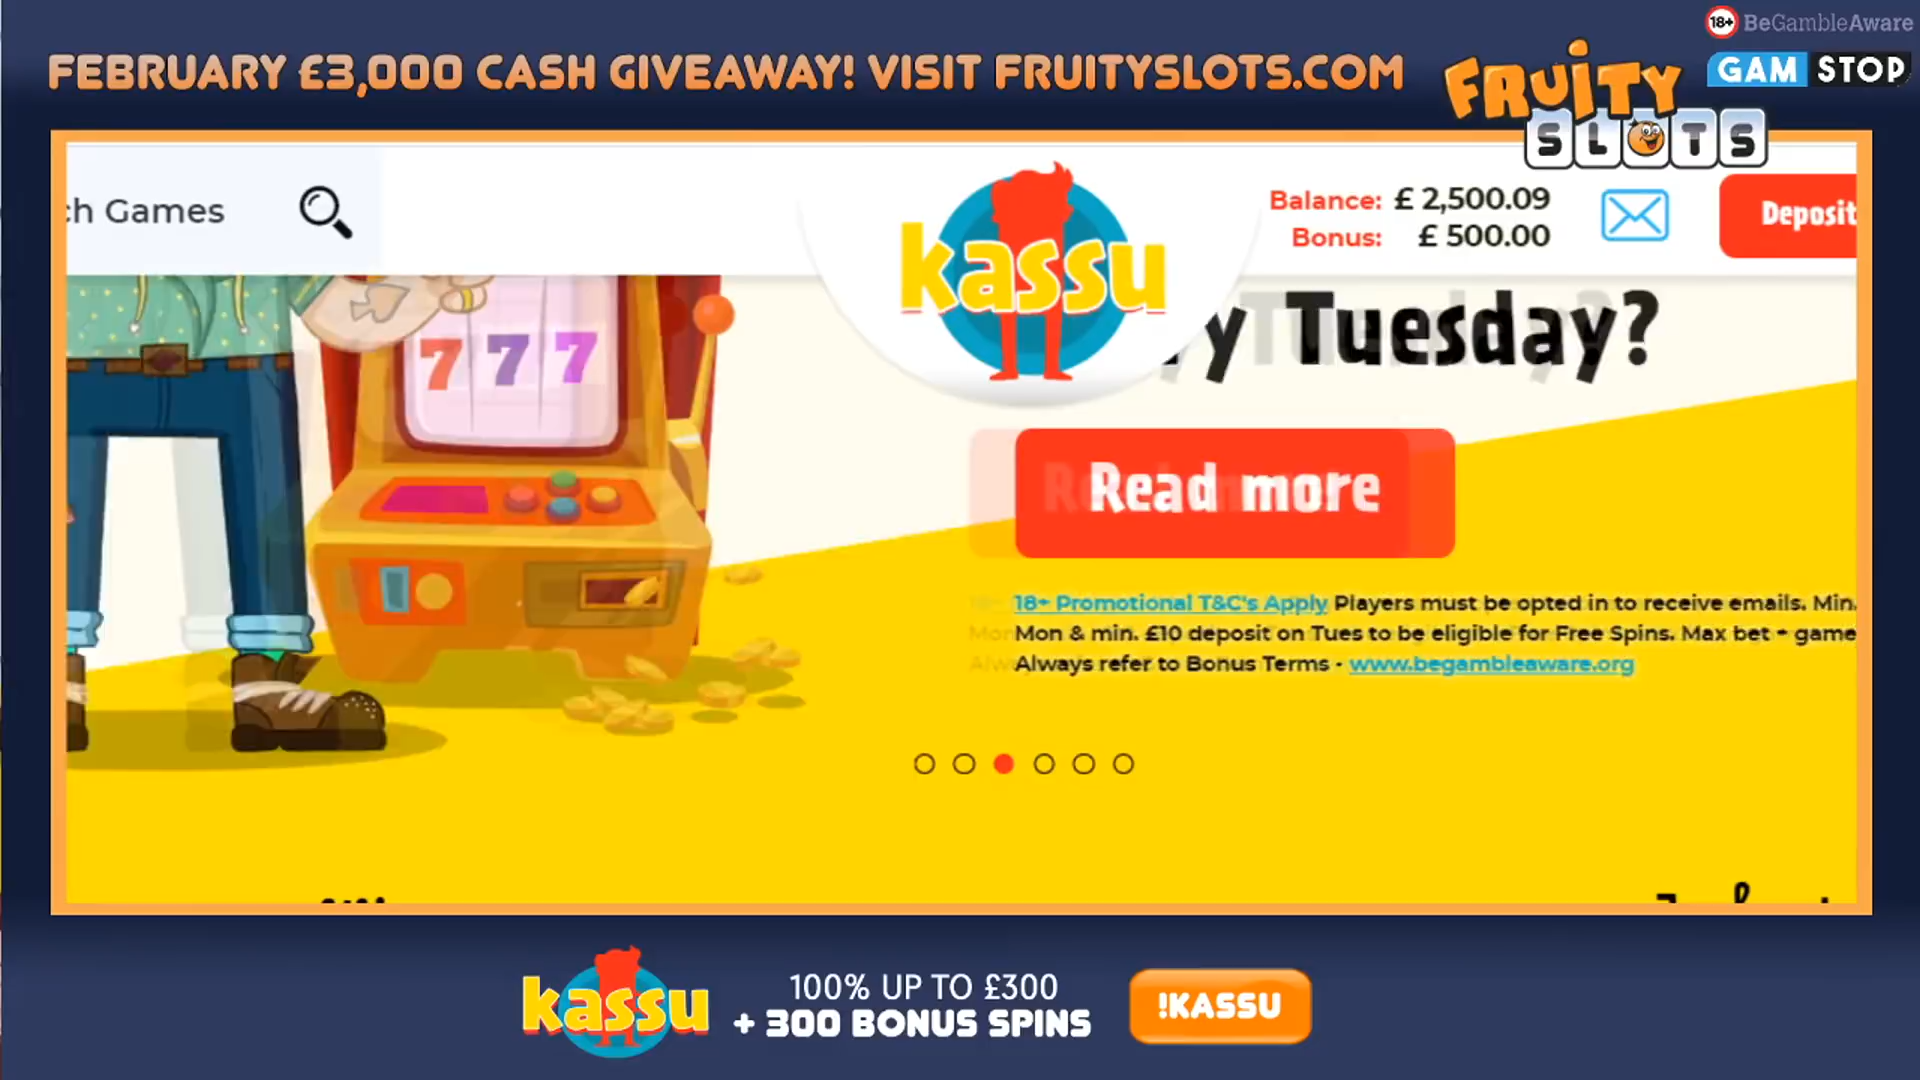 18+ BeGambleAware
FEBRUARY £3,000 CASH GIVEAWAY! VISIT FRUITYSLOTS.COM
FRUITY
SLOTS
GAM STOP
ch Games
kassu
Balance: £ 2,500.09
Bonus: £ 500.00
Deposit
777
y Tuesday?
Read more
18+ Promotional T&C's Apply Players must be opted in to receive emails. Min.
Mon & min. £10 deposit on Tues to be eligible for Free Spins. Max bet + game
Always refer to Bonus Terms - www.begambleaware.org
kassu
100% UP TO £300
+ 300 BONUS SPINS
!KASSU